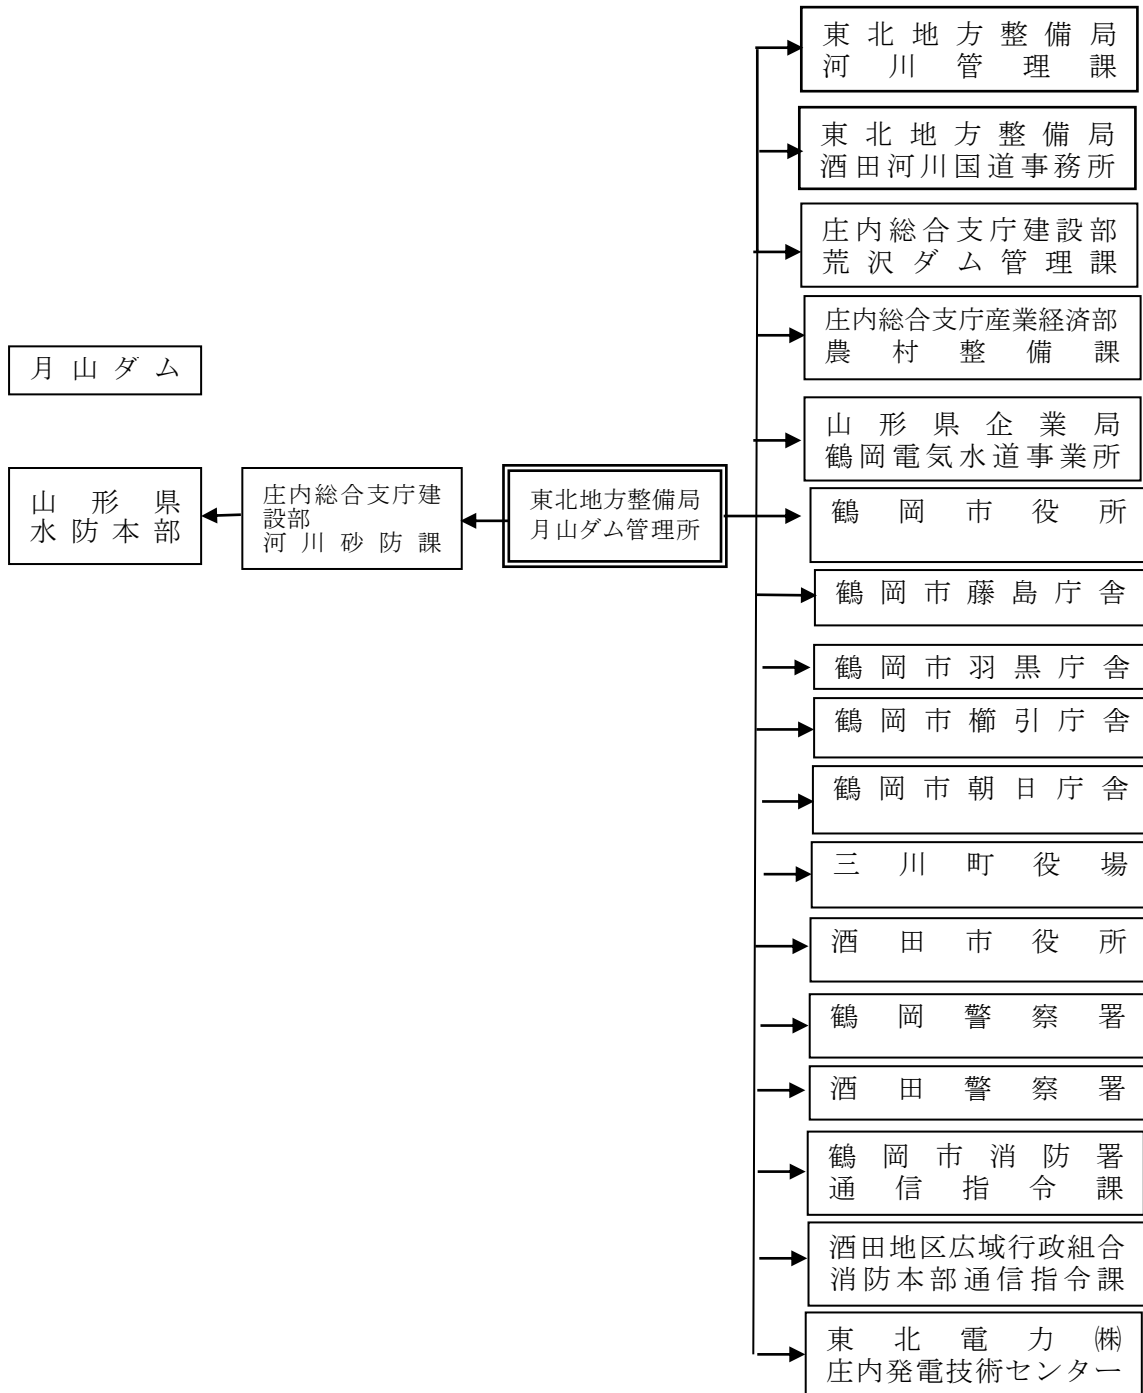 月山ダム
山形県
水防本部
庄内総合支庁建
設部
河川砂防課
東北地方整備局
月山ダム管理所
東北地方整備局
河川管理課
東北地方整備局
酒田河川国道事務所
庄内総合支庁建設部
荒沢ダム管理課
庄内総合支庁産業経済部
農村整備課
山形県企業局
鶴岡電気水道事業所
鶴岡市役所
鶴岡市藤島庁舎
鶴岡市羽黒庁舎
鶴岡市櫛引庁舎
鶴岡市朝日庁舎
三川町役場
酒田市役所
鶴岡警察署
酒田警察署
鶴岡市消防署
通信指令課
酒田地区広域行政組合
消防本部通信指令課
東北電力㈱
庄内発電技術センター